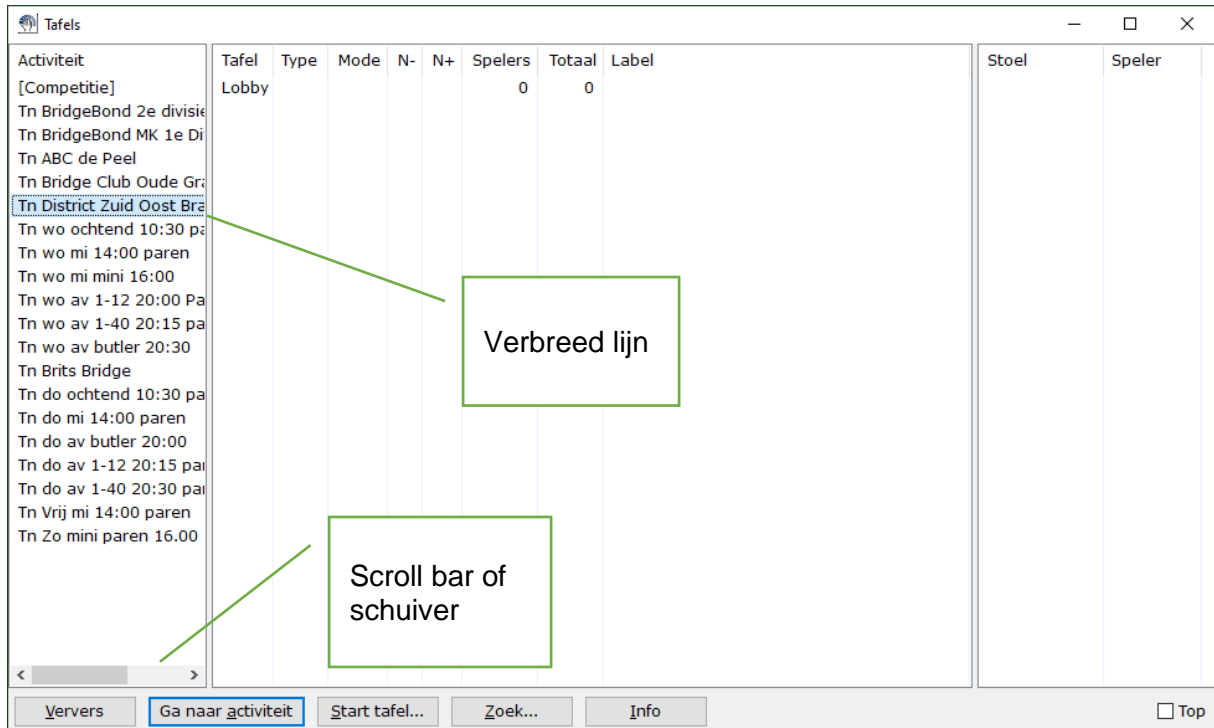 Tafels
Activiteit
[Competitie]
Tn BridgeBond 2e divisie
Tn BridgeBond MK 1e Di
Tn ABC de Peel
Tn Bridge Club Oude Gra
Tn District Zuid Oost Bra
Tn wo ochtend 10:30 pa
Tn wo mi 14:00 paren
Tn wo mi mini 16:00
Tn wo av 1-12 20:00 Pa
Tn wo av 1-40 20:15 pa
Tn wo av butler 20:30
Tn Brits Bridge
Tn do ochtend 10:30 pa
Tn do mi 14:00 paren
Tn do av butler 20:00
Tn do av 1-12 20:15 par
Tn do av 1-40 20:30 par
Tn Vrij mi 14:00 paren
Tn Zo mini paren 16.00
Tafel Type Mode N- N+ Spelers Totaal Label
Lobby 0 0
Stoel Speler
Verbreed lijn
Scroll bar of
schuiver
Ververs Ga naar activiteit Start tafel... Zoek... Info Top